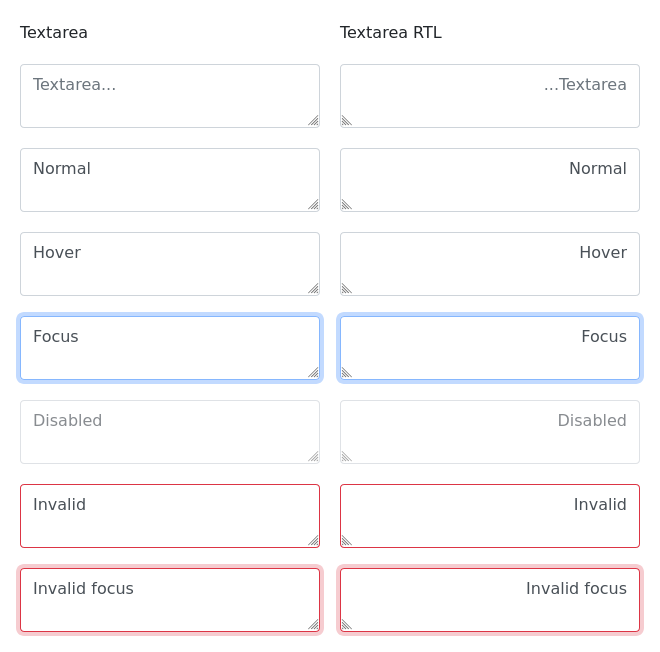 Textarea
Textarea RTL
Textarea...
...Textarea
Normal
Normal
Hover
Hover
Focus
Focus
Disabled
Disabled
Invalid
Invalid
Invalid focus
Invalid focus